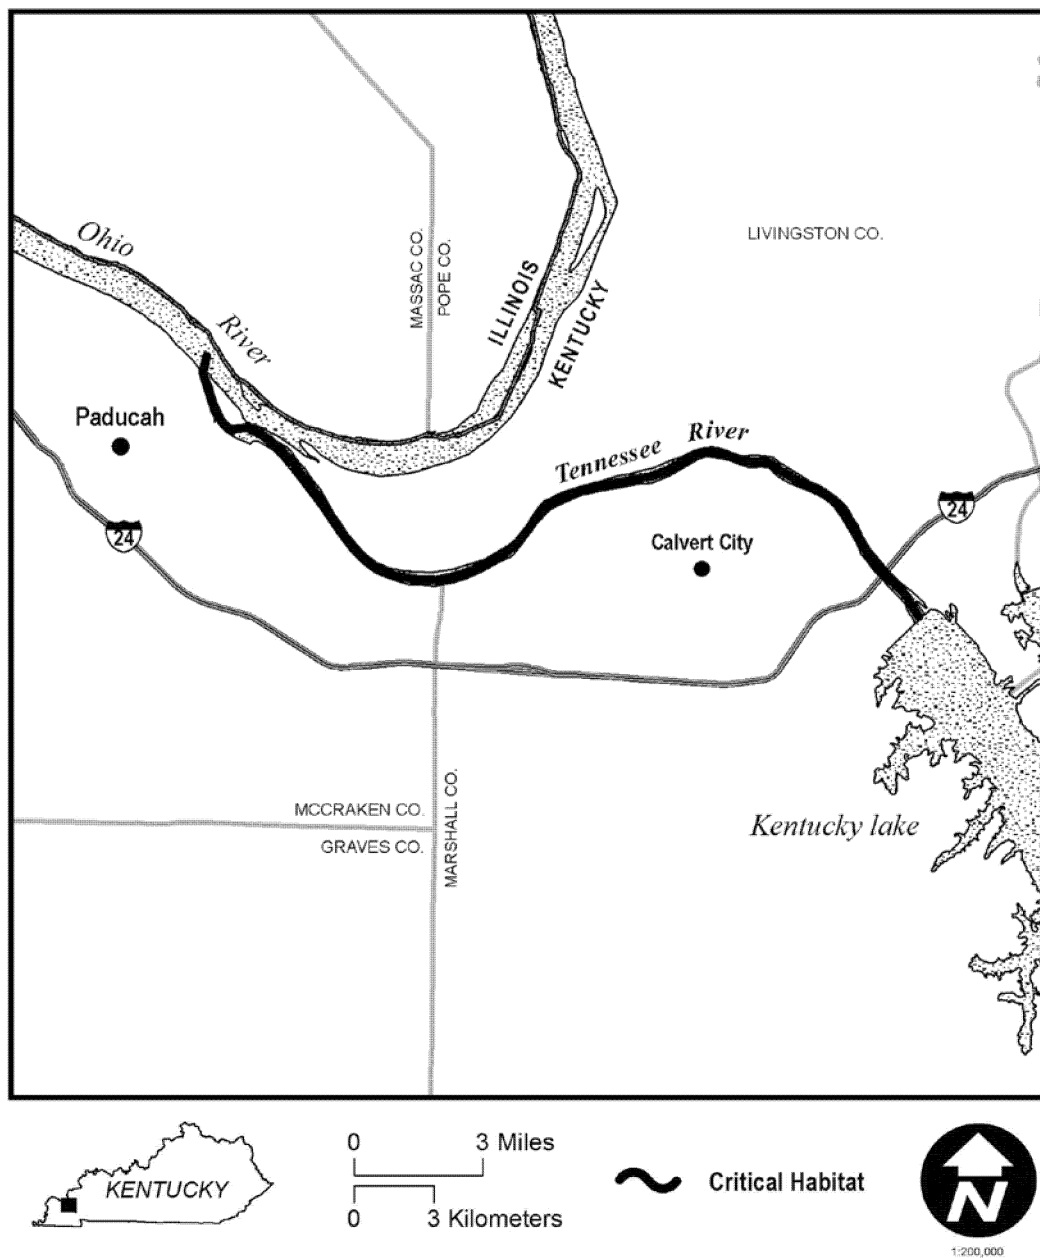 Ohio
River
MASSAC CO.
POPE CO.
ILLINOIS
KENTUCKY
LIVINGSTON CO.
Paducah
Tennessee River
24
24
Calvert City
Kentucky lake
MCCRAKEN CO.
GRAVES CO.
MARSHALL CO.
KENTUCKY
0 3 Miles
0 3 Kilometers
Critical Habitat
N
1:200,000